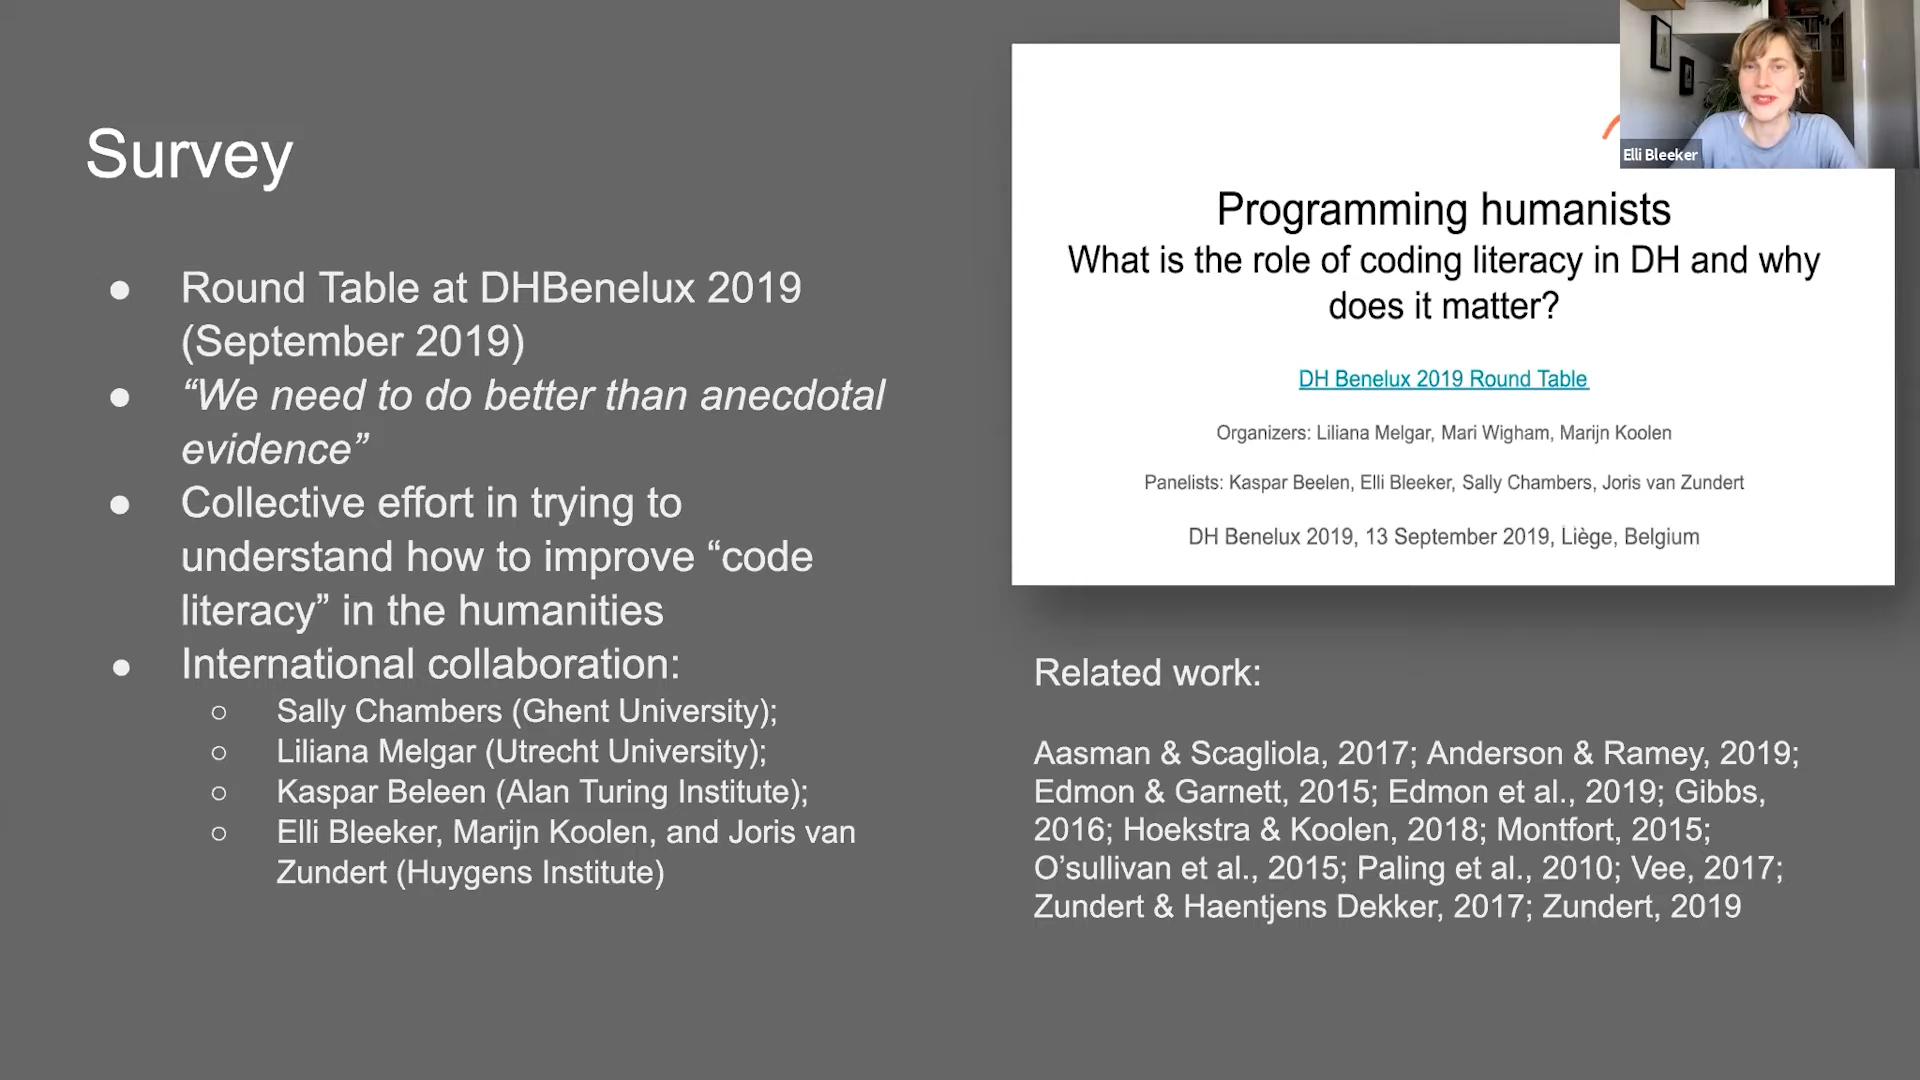 Survey
● Round Table at DHBenelux 2019
(September 2019)
● “We need to do better than anecdotal
evidence”
● Collective effort in trying to
understand how to improve “code
literacy” in the humanities
● International collaboration:
○ Sally Chambers (Ghent University);
○ Liliana Melgar (Utrecht University);
○ Kaspar Beleen (Alan Turing Institute);
○ Elli Bleeker, Marijn Koolen, and Joris van
Zundert (Huygens Institute)
Elli Bleeker
Programming humanists
What is the role of coding literacy in DH and why
does it matter?
DH Benelux 2019 Round Table
Organizers: Liliana Melgar, Mari Wigham, Marijn Koolen
Panelists: Kaspar Beelen, Elli Bleeker, Sally Chambers, Joris van Zundert
DH Benelux 2019, 13 September 2019, Liège, Belgium
Related work:
Aasman & Scagliola, 2017; Anderson & Ramey, 2019;
Edmon & Garnett, 2015; Edmon et al., 2019; Gibbs,
2016; Hoekstra & Koolen, 2018; Montfort, 2015;
O’sullivan et al., 2015; Paling et al., 2010; Vee, 2017;
Zundert & Haentjens Dekker, 2017; Zundert, 2019